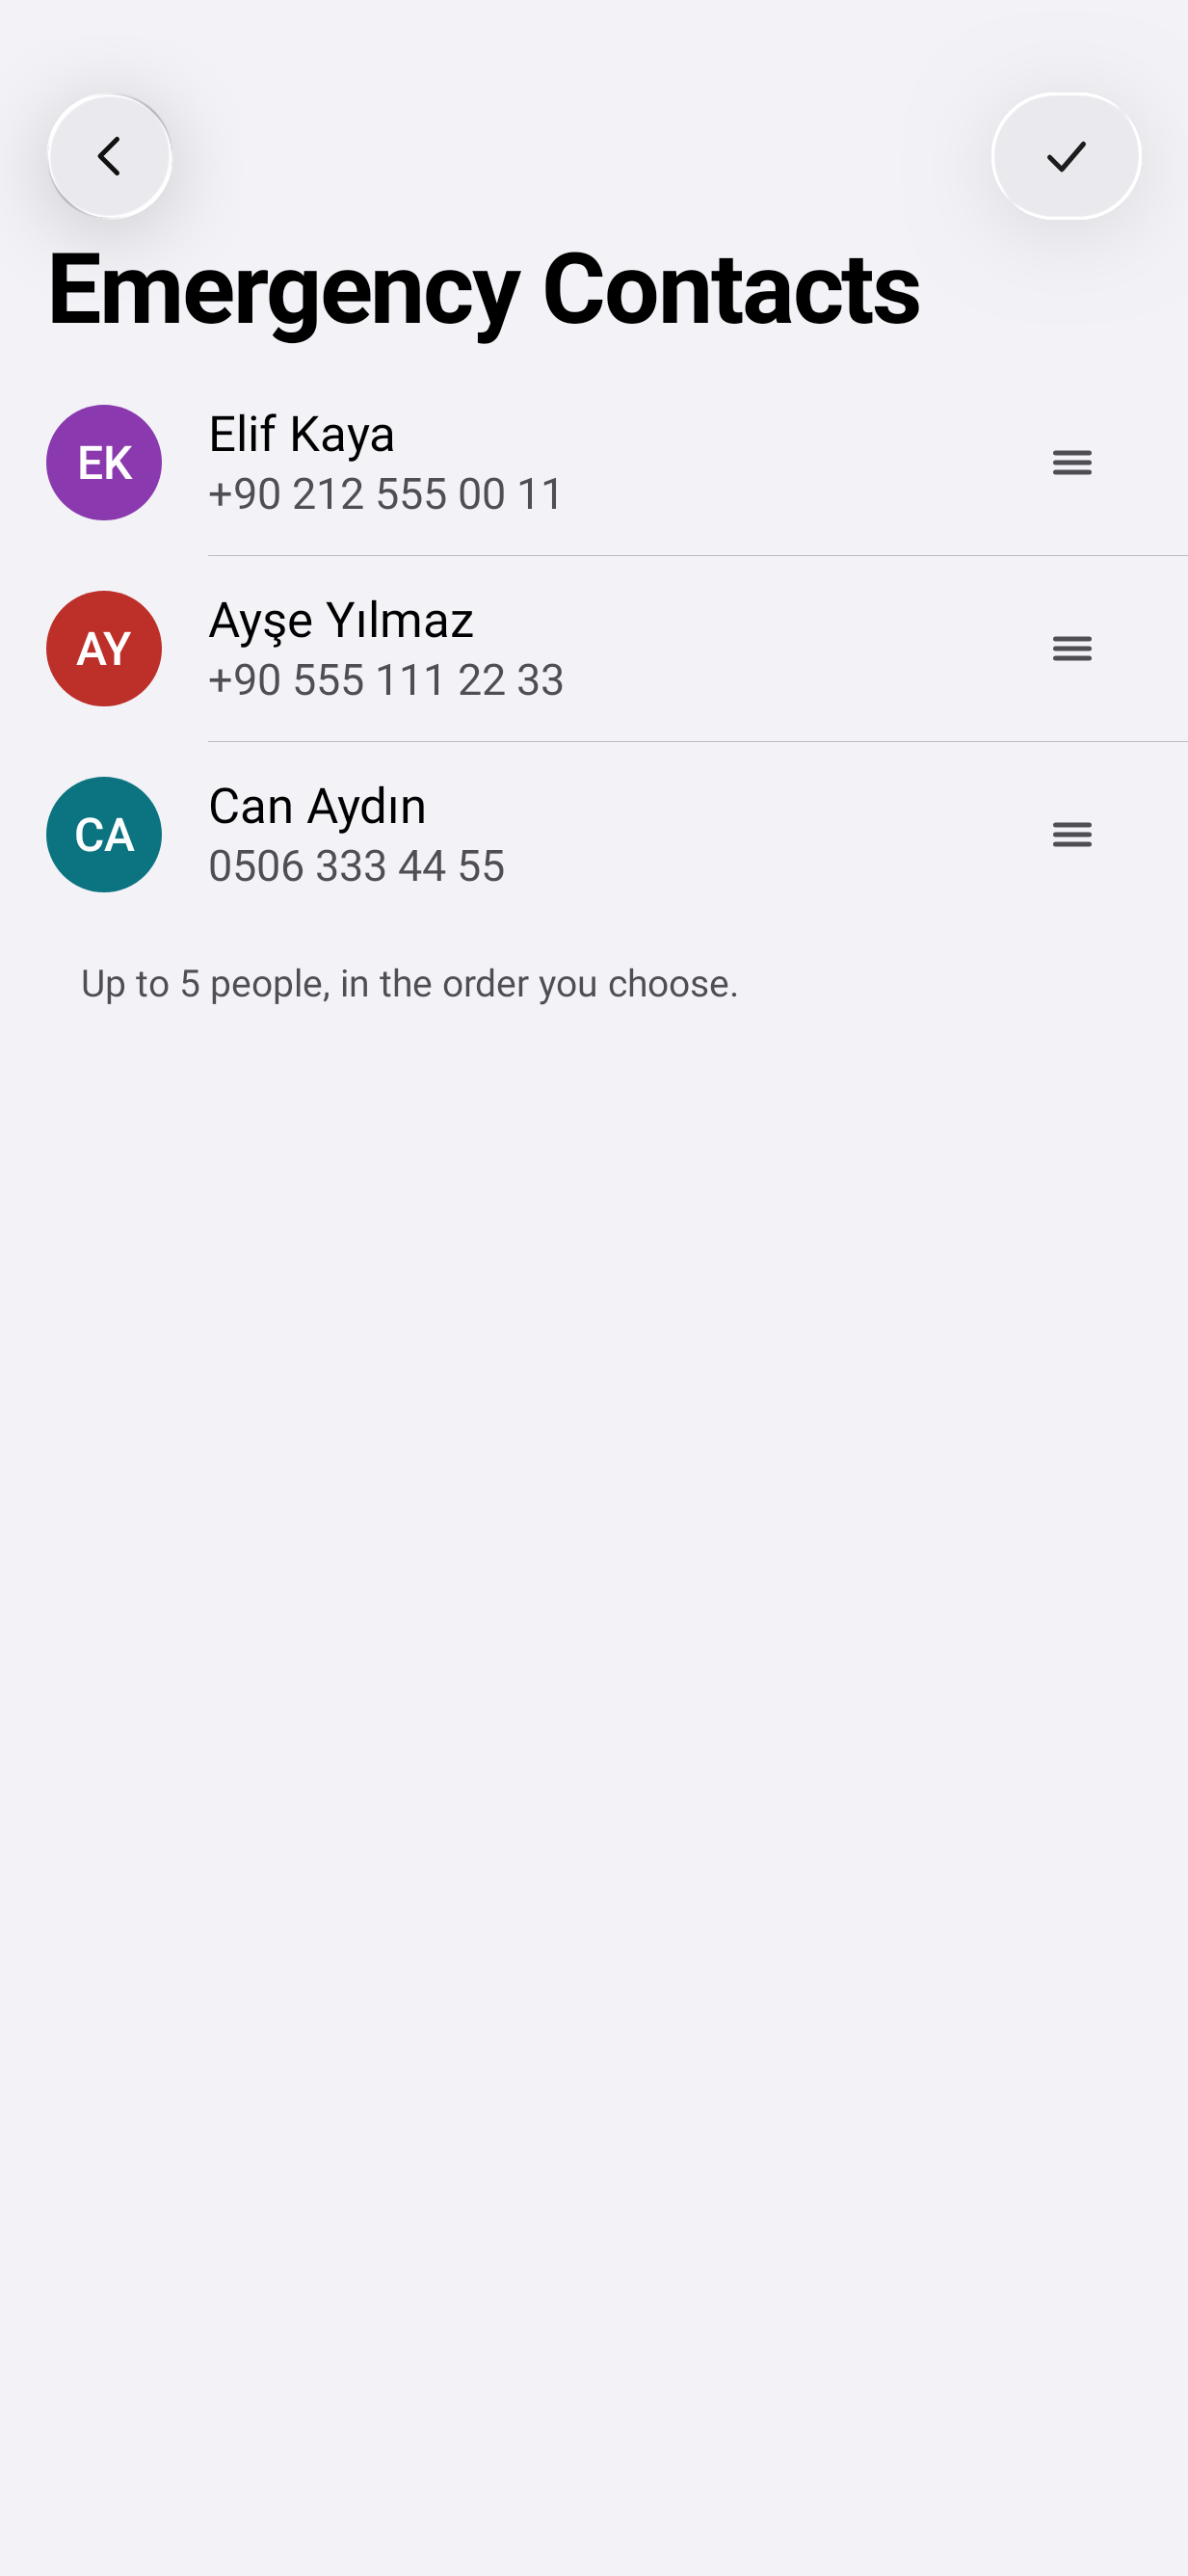 Emergency Contacts
EK
Elif Kaya
+90 212 555 00 11
AY
Ayşe Yılmaz
+90 555 111 22 33
CA
Can Aydın
0506 333 44 55
Up to 5 people, in the order you choose.